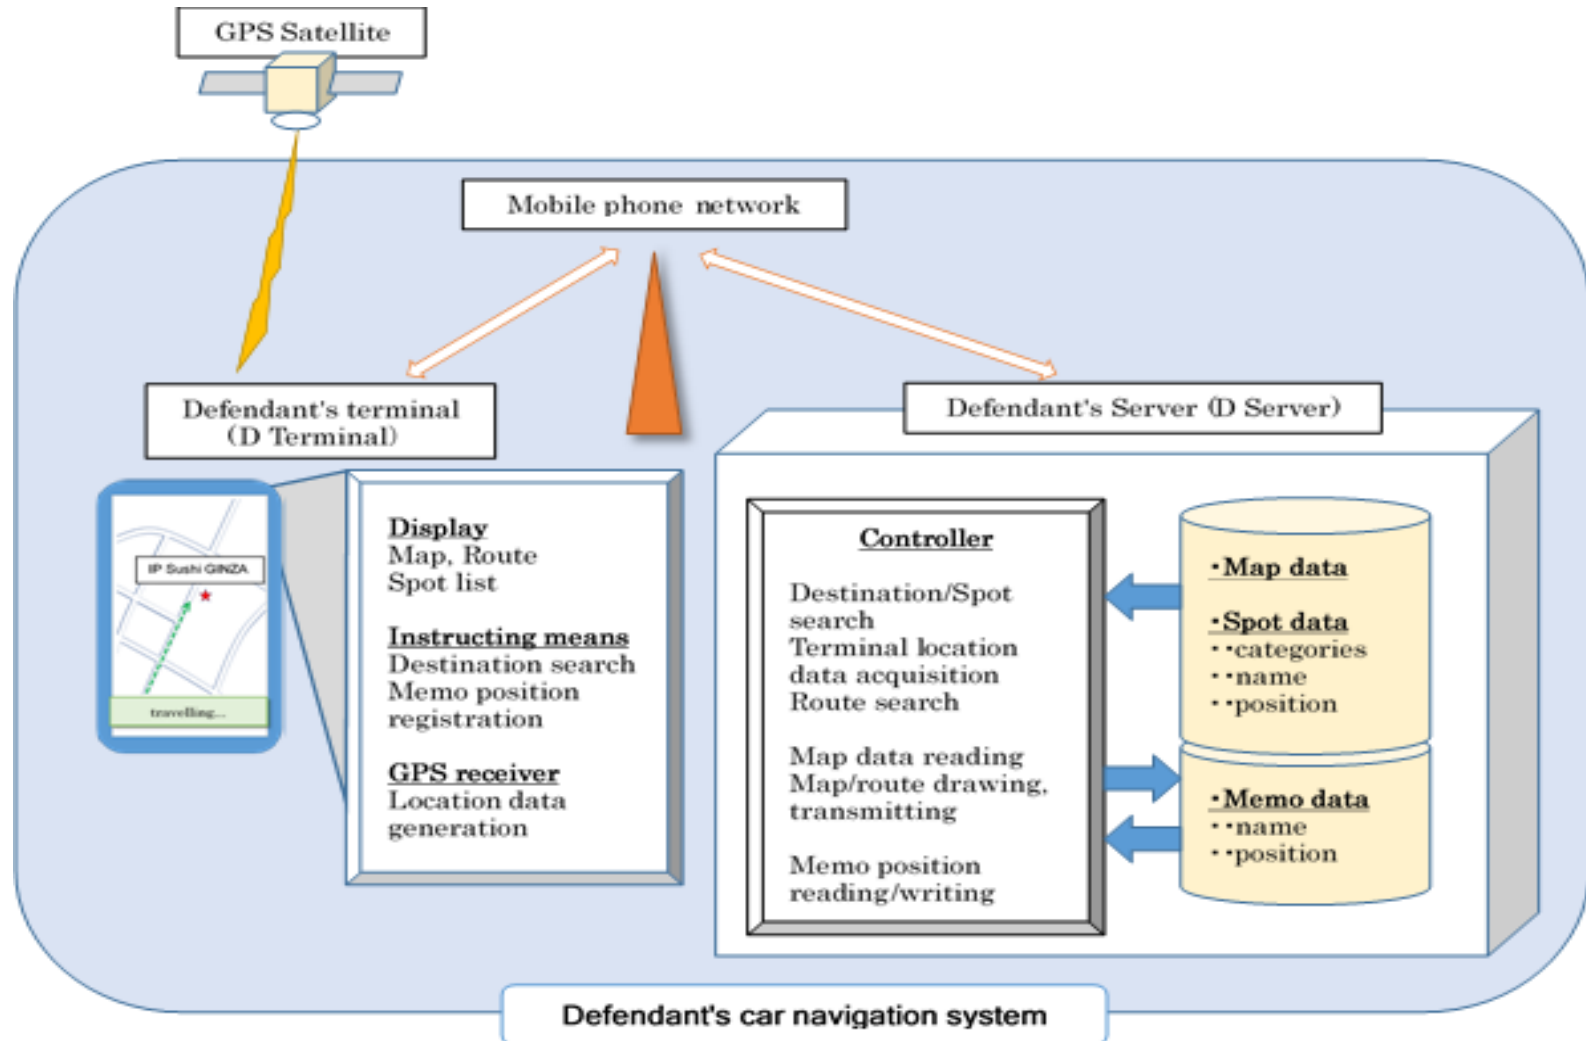 GPS Satellite
Mobile phone network
Defendant's terminal
(D Terminal)
Defendant's Server (D Server)
IP Sushi GINZA
travelling...
Display
Map, Route
Spot list
Instructing means
Destination search
Memo position
registration
GPS receiver
Location data
generation
Controller
Destination/Spot
search
Terminal location
data acquisition
Route search
Map data reading
Map/route drawing,
transmitting
Memo position
reading/writing
・Map data
・Spot data
・・categories
・・name
・・position
・Memo data
・・name
・・position
Defendant's car navigation system